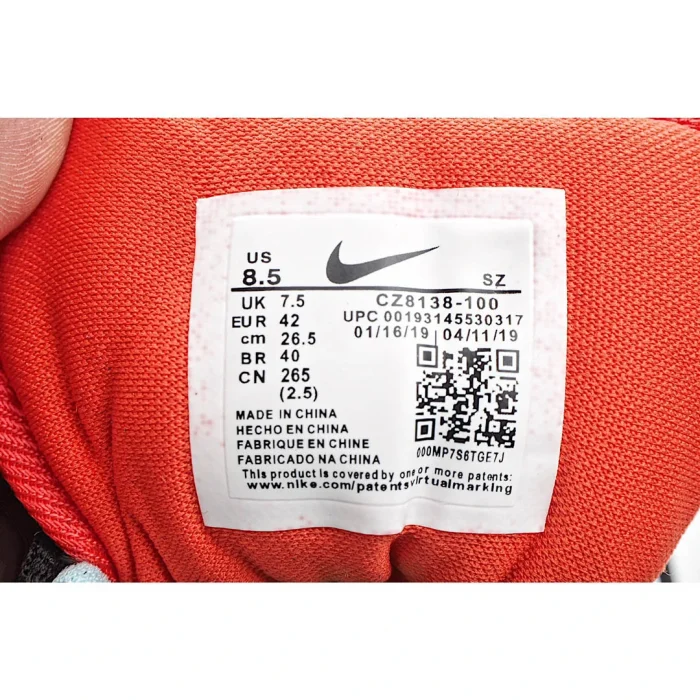 US
8.5
SZ
UK 7.5
EUR 42
cm 26.5
BR 40
CN 265
(2.5)
CZ8138-100
UPC 00193145530317
01/16/19 | 04/11/19
000MP7S6TGE7J
MADE IN CHINA
HECHO EN CHINA
FABRIQUE EN CHINE
FABRICADO NA CHINA
This product is covered by one or more patents:
www.nike.com/patentsvirtualmarking